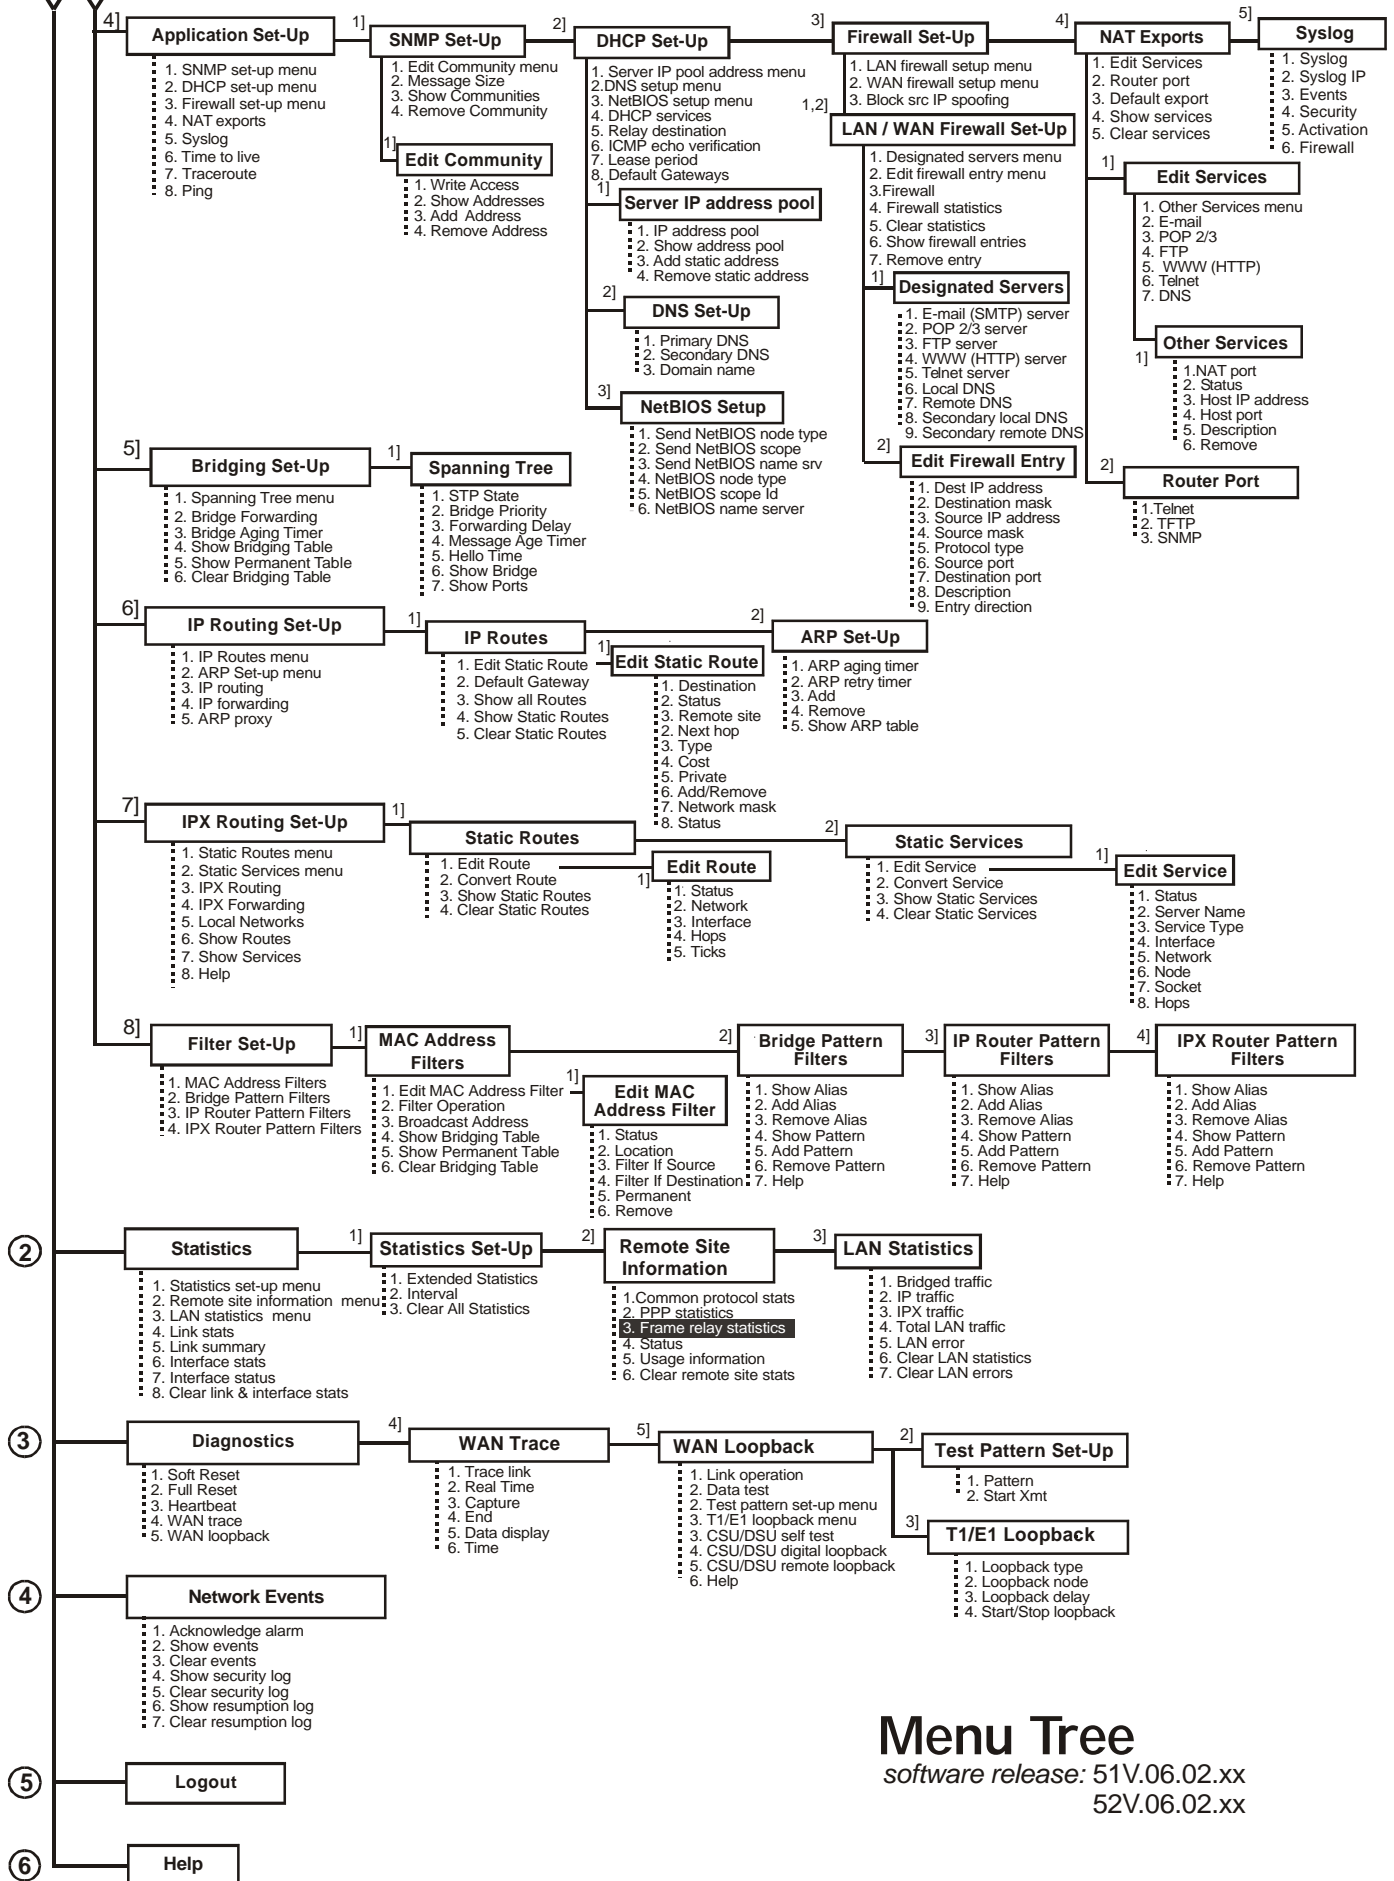 4]
Application Set-Up
1. SNMP set-up menu
2. DHCP set-up menu
3. Firewall set-up menu
4. NAT exports
5. Syslog
6. Time to live
7. Traceroute
8. Ping
1]
SNMP Set-Up
1. Edit Community menu
2. Message Size
3. Show Communities
4. Remove Community
1]
Edit Community
1. Write Access
2. Show Addresses
3. Add Address
4. Remove Address
2]
DHCP Set-Up
1. Server IP pool address menu
2.DNS setup menu
3. NetBIOS setup menu
4. DHCP services
5. Relay destination
6. ICMP echo verification
7. Lease period
8. Default Gateways
1]
Server IP address pool
1. IP address pool
2. Show address pool
3. Add static address
4. Remove static address
2]
DNS Set-Up
1. Primary DNS
2. Secondary DNS
3. Domain name
3]
NetBIOS Setup
1. Send NetBIOS node type
2. Send NetBIOS scope
3. Send NetBIOS name srv
4. NetBIOS node type
5. NetBIOS scope Id
6. NetBIOS name server
3]
Firewall Set-Up
1. LAN firewall setup menu
2. WAN firewall setup menu
3. Block src IP spoofing
1,2]
LAN / WAN Firewall Set-Up
1. Designated servers menu
2. Edit firewall entry menu
3.Firewall
4. Firewall statistics
5. Clear statistics
6. Show firewall entries
7. Remove entry
1]
Designated Servers
1. E-mail (SMTP) server
2. POP 2/3 server
3. FTP server
4. WWW (HTTP) server
5. Telnet server
6. Local DNS
7. Remote DNS
8. Secondary local DNS
9. Secondary remote DNS
2]
Edit Firewall Entry
1. Dest IP address
2. Destination mask
3. Source IP address
4. Source mask
5. Protocol type
6. Source port
7. Destination port
8. Description
9. Entry direction
4]
NAT Exports
1. Edit Services
2. Router port
3. Default export
4. Show services
5. Clear services
1]
Edit Services
1. Other Services menu
2. E-mail
3. POP 2/3
4. FTP
5. WWW (HTTP)
6. Telnet
7. DNS
1]
Other Services
1.NAT port
2. Status
3. Host IP address
4. Host port
5. Description
6. Remove
2]
Router Port
1.Telnet
2. TFTP
3. SNMP
5]
Syslog
1. Syslog
2. Syslog IP
3. Events
4. Security
5. Activation
6. Firewall
5]
Bridging Set-Up
1. Spanning Tree menu
2. Bridge Forwarding
3. Bridge Aging Timer
4. Show Bridging Table
5. Show Permanent Table
6. Clear Bridging Table
1]
Spanning Tree
1. STP State
2. Bridge Priority
3. Forwarding Delay
4. Message Age Timer
5. Hello Time
6. Show Bridge
7. Show Ports
6]
IP Routing Set-Up
1. IP Routes menu
2. ARP Set-up menu
3. IP routing
4. IP forwarding
5. ARP proxy
1]
IP Routes
1. Edit Static Route
2. Default Gateway
3. Show all Routes
4. Show Static Routes
5. Clear Static Routes
1]
Edit Static Route
1. Destination
2. Status
3. Remote site
2. Next hop
3. Type
4. Cost
5. Private
6. Add/Remove
7. Network mask
8. Status
2]
ARP Set-Up
1. ARP aging timer
2. ARP retry timer
3. Add
4. Remove
5. Show ARP table
7]
IPX Routing Set-Up
1. Static Routes menu
2. Static Services menu
3. IPX Routing
4. IPX Forwarding
5. Local Networks
6. Show Routes
7. Show Services
8. Help
1]
Static Routes
1. Edit Route
2. Convert Route
3. Show Static Routes
4. Clear Static Routes
1]
Edit Route
1. Status
2. Network
3. Interface
4. Hops
5. Ticks
2]
Static Services
1. Edit Service
2. Convert Service
3. Show Static Services
4. Clear Static Services
1]
Edit Service
1. Status
2. Server Name
3. Service Type
4. Interface
5. Network
6. Node
7. Socket
8. Hops
8]
Filter Set-Up
1. MAC Address Filters
2. Bridge Pattern Filters
3. IP Router Pattern Filters
4. IPX Router Pattern Filters
1]
MAC Address
Filters
1. Edit MAC Address Filter
2. Filter Operation
3. Broadcast Address
4. Show Bridging Table
5. Show Permanent Table
6. Clear Bridging Table
1]
Edit MAC
Address Filter
1. Status
2. Location
3. Filter If Source
4. Filter If Destination
5. Permanent
6. Remove
2]
Bridge Pattern
Filters
1. Show Alias
2. Add Alias
3. Remove Alias
4. Show Pattern
5. Add Pattern
6. Remove Pattern
7. Help
3]
IP Router Pattern
Filters
1. Show Alias
2. Add Alias
3. Remove Alias
4. Show Pattern
5. Add Pattern
6. Remove Pattern
7. Help
4]
IPX Router Pattern
Filters
1. Show Alias
2. Add Alias
3. Remove Alias
4. Show Pattern
5. Add Pattern
6. Remove Pattern
7. Help
2
Statistics
1. Statistics set-up menu
2. Remote site information menu
3. LAN statistics menu
4. Link stats
5. Link summary
6. Interface stats
7. Interface status
8. Clear link & interface stats
1]
Statistics Set-Up
1. Extended Statistics
2. Interval
3. Clear All Statistics
2]
Remote Site
Information
1.Common protocol stats
2. PPP statistics
3. Frame relay statistics
4. Status
5. Usage information
6. Clear remote site stats
3]
LAN Statistics
1. Bridged traffic
2. IP traffic
3. IPX traffic
4. Total LAN traffic
5. LAN error
6. Clear LAN statistics
7. Clear LAN errors
3
Diagnostics
1. Soft Reset
2. Full Reset
3. Heartbeat
4. WAN trace
5. WAN loopback
4]
WAN Trace
1. Trace link
2. Real Time
3. Capture
4. End
5. Data display
6. Time
5]
WAN Loopback
1. Link operation
2. Data test
2. Test pattern set-up menu
3. T1/E1 loopback menu
3. CSU/DSU self test
4. CSU/DSU digital loopback
5. CSU/DSU remote loopback
6. Help
2]
Test Pattern Set-Up
1. Pattern
2. Start Xmt
3]
T1/E1 Loopback
1. Loopback type
2. Loopback node
3. Loopback delay
4. Start/Stop loopback
4
Network Events
1. Acknowledge alarm
2. Show events
3. Clear events
4. Show security log
5. Clear security log
6. Show resumption log
7. Clear resumption log
5
Logout
6
Help
Menu Tree
software release: 51V.06.02.xx
52V.06.02.xx